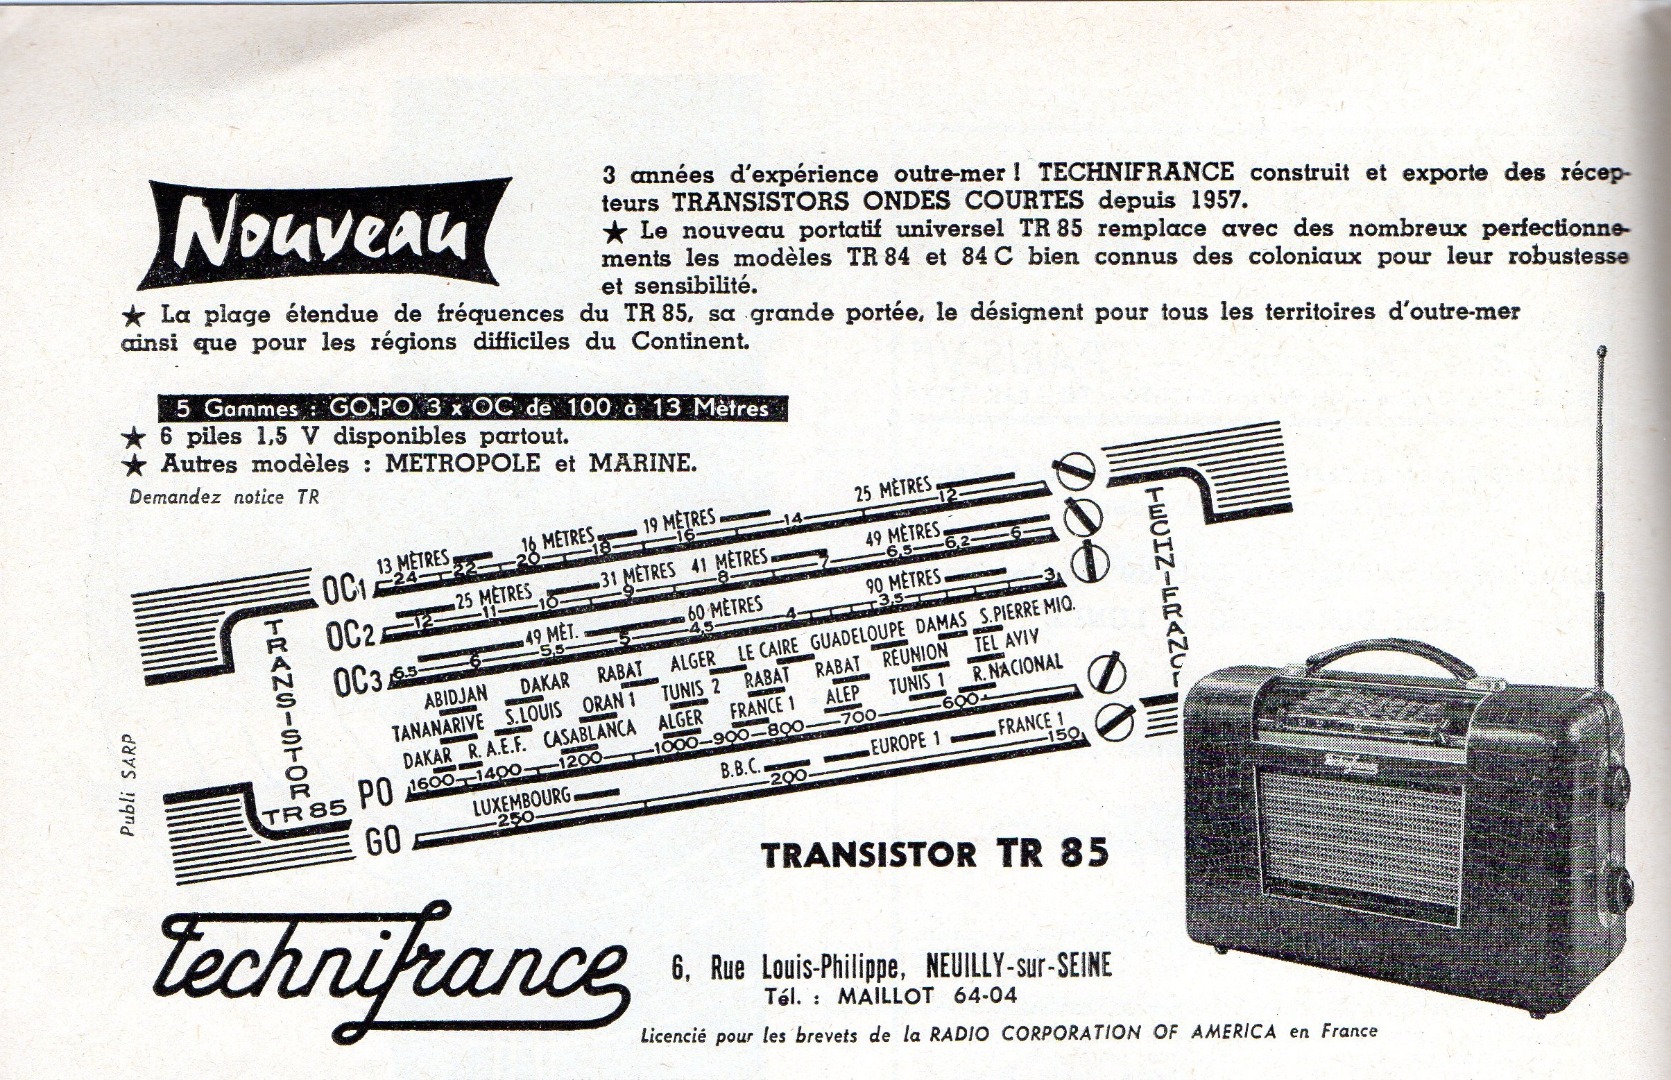 Nouveau
3 années d'expérience outre-mer ! TECHNIFRANCE construit et exporte des récep-
teurs TRANSISTORS ONDES COURTES depuis 1957.
★ Le nouveau portatif universel TR 85 remplace avec des nombreux perfectionne-
ments les modèles TR 84 et 84 C bien connus des coloniaux pour leur robustesse
et sensibilité.
★ La plage étendue de fréquences du TR 85, sa grande portée, le désignent pour tous les territoires d'outre-mer
ainsi que pour les régions difficiles du Continent.
5 Gammes : GO-PO 3 x OC de 100 à 13 Mètres
★ 6 piles 1,5 V disponibles partout.
★ Autres modèles : METROPOLE et MARINE.
Demandez notice TR
TRANSISTOR
TR 85
TECHNIFRANCE
13 MÈTRES 16 MÈTRES 19 MÈTRES 25 MÈTRES
OC1 24 22 20 18 16 14 12
25 MÈTRES 31 MÈTRES 41 MÈTRES 49 MÈTRES
OC2 12 11 10 9 8 7 6,5 6,2 6
49 MÈT. 60 MÈTRES 90 MÈTRES
OC3 6,5 6 5,5 5 4,5 4 3,5 3
ABIDJAN DAKAR RABAT ALGER LE CAIRE GUADELOUPE DAMAS S.PIERRE MIQ.
TANANARIVE S.LOUIS ORAN 1 TUNIS 2 RABAT RABAT RÉUNION TEL AVIV
DAKAR R.A.E.F. CASABLANCA ALGER FRANCE 1 ALEP TUNIS 1 R.NACIONAL
PO 1600 1400 1200 1000 900 800 700 600
LUXEMBOURG B.B.C. EUROPE 1 FRANCE 1
GO 250 200 150
Publi SARP
TRANSISTOR TR 85
Technifrance
6, Rue Louis-Philippe, NEUILLY-sur-SEINE
Tél. : MAILLOT 64-04
Licencié pour les brevets de la RADIO CORPORATION OF AMERICA en France